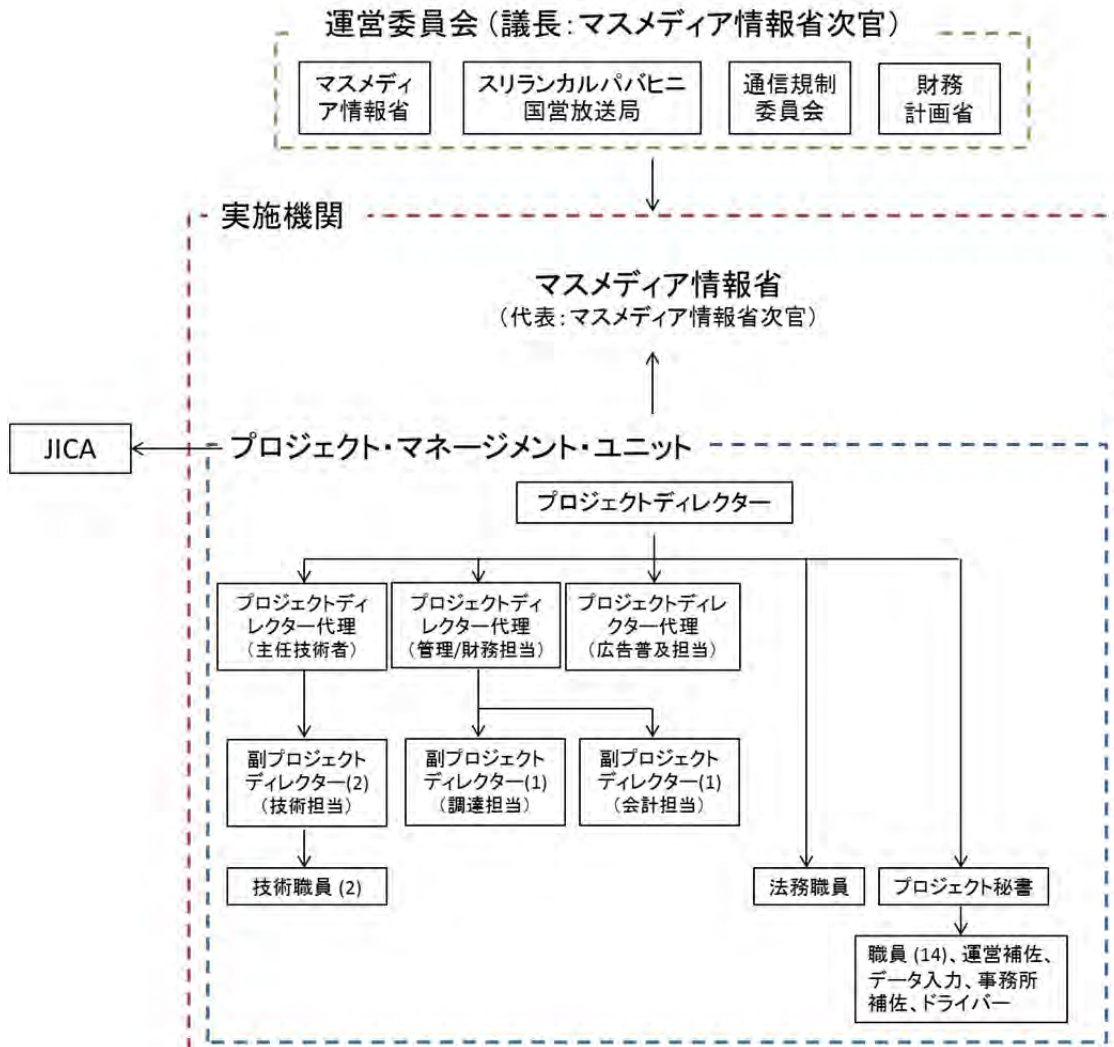 運営委員会（議長：マスメディア情報省次官）
マスメディ
ア情報省
スリランカルパバヒニ
国営放送局
通信規制
委員会
財務
計画省
実施機関
マスメディア情報省
（代表：マスメディア情報省次官）
JICA
プロジェクト・マネージメント・ユニット
プロジェクトディレクター
プロジェクトディ
レクター代理
（主任技術者）
プロジェクトディ
レクター代理
（管理/財務担当）
プロジェクトディレ
クター代理
（広告普及担当）
副プロジェクト
ディレクター(2)
（技術担当）
副プロジェクト
ディレクター(1)
（調達担当）
副プロジェクト
ディレクター(1)
（会計担当）
技術職員 (2)
法務職員
プロジェクト秘書
職員 (14)、運営補佐、
データ入力、事務所
補佐、ドライバー